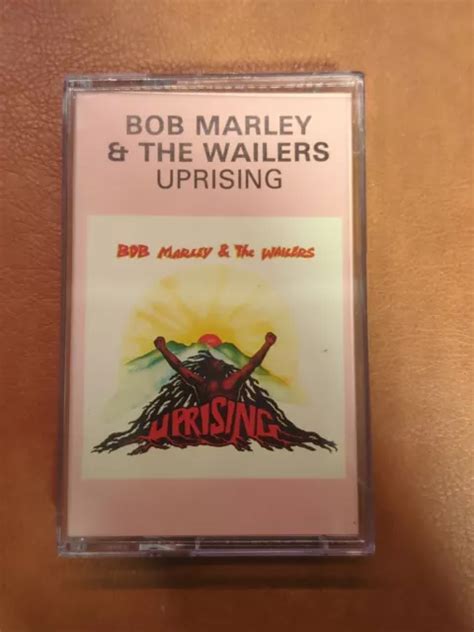 BOB MARLEY
& THE WAILERS
UPRISING
BOB MARLEY & The WAILERS
UPRISING